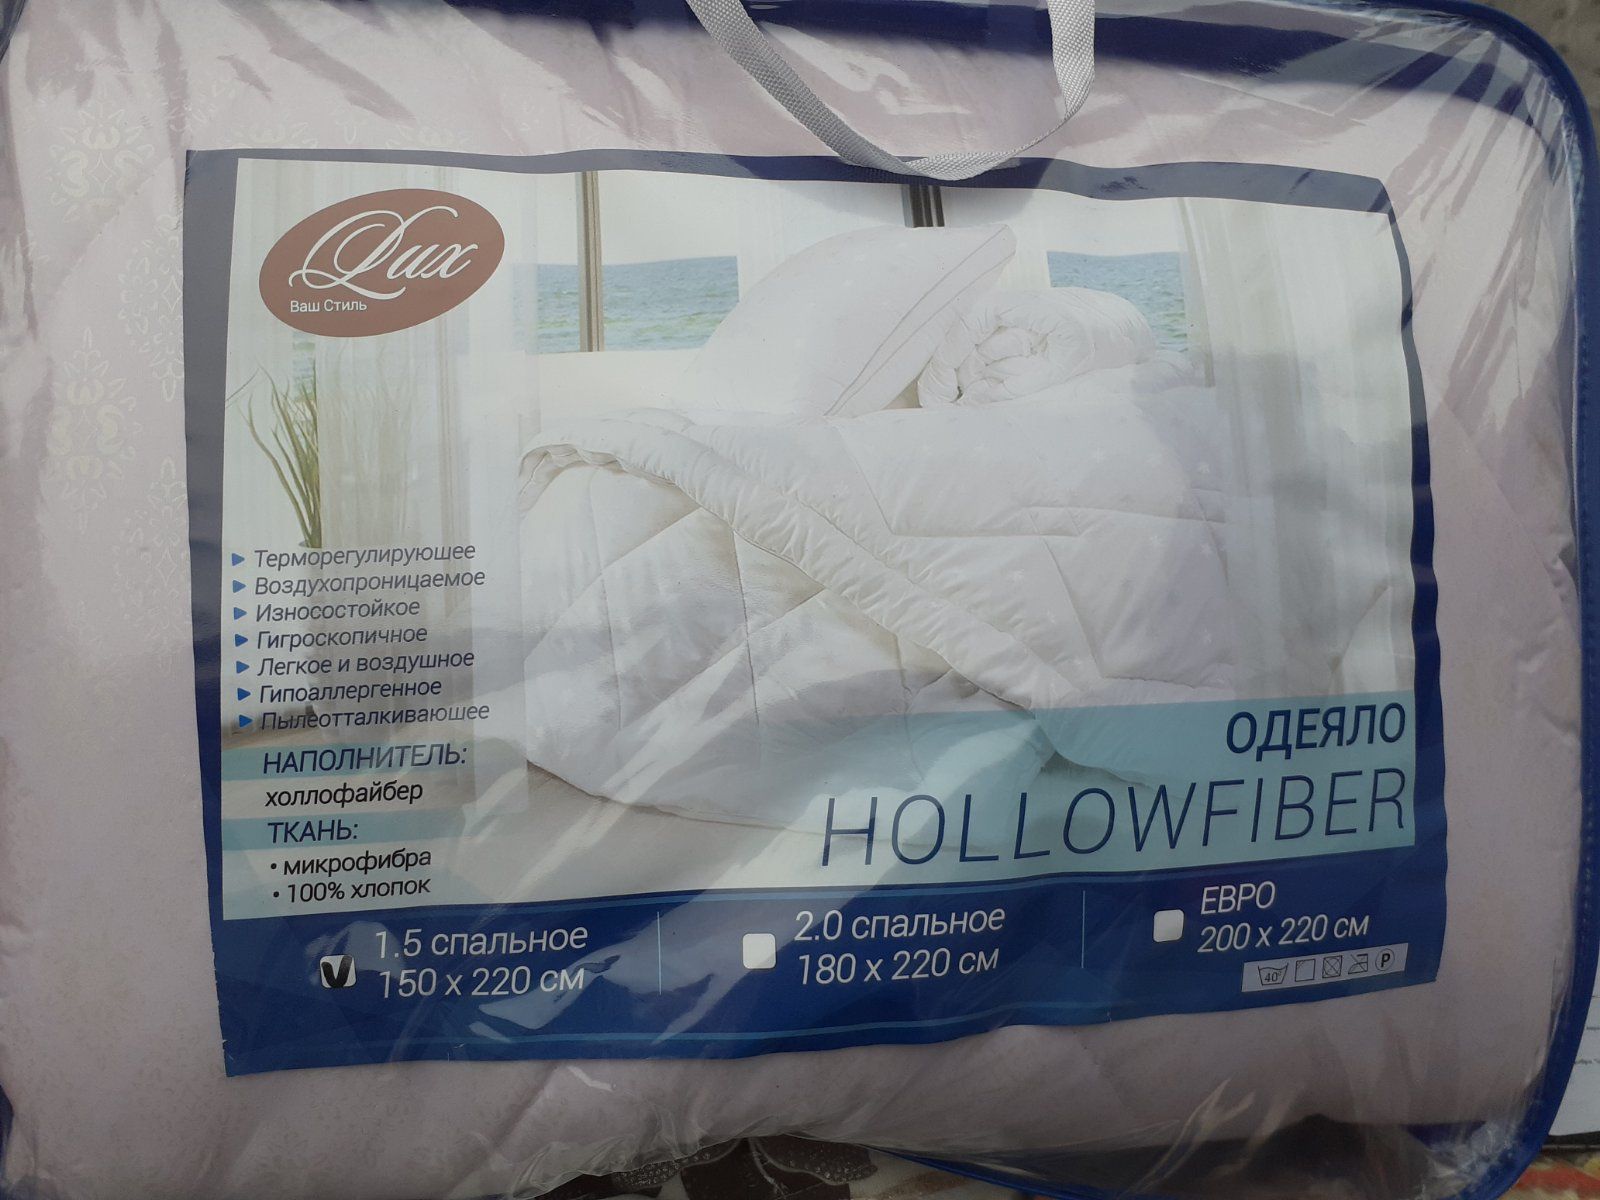 Lux
Ваш Стиль
Терморегулирующее
Воздухопроницаемое
Износостойкое
Гигроскопичное
Легкое и воздушное
Гипоаллергенное
Пылеотталкивающее
НАПОЛНИТЕЛЬ:
холлофайбер
ТКАНЬ:
• микрофибра
• 100% хлопок
ОДЕЯЛО
HOLLOWFIBER
1.5 спальное
150 x 220 см
2.0 спальное
180 x 220 см
ЕВРО
200 x 220 см
40° P